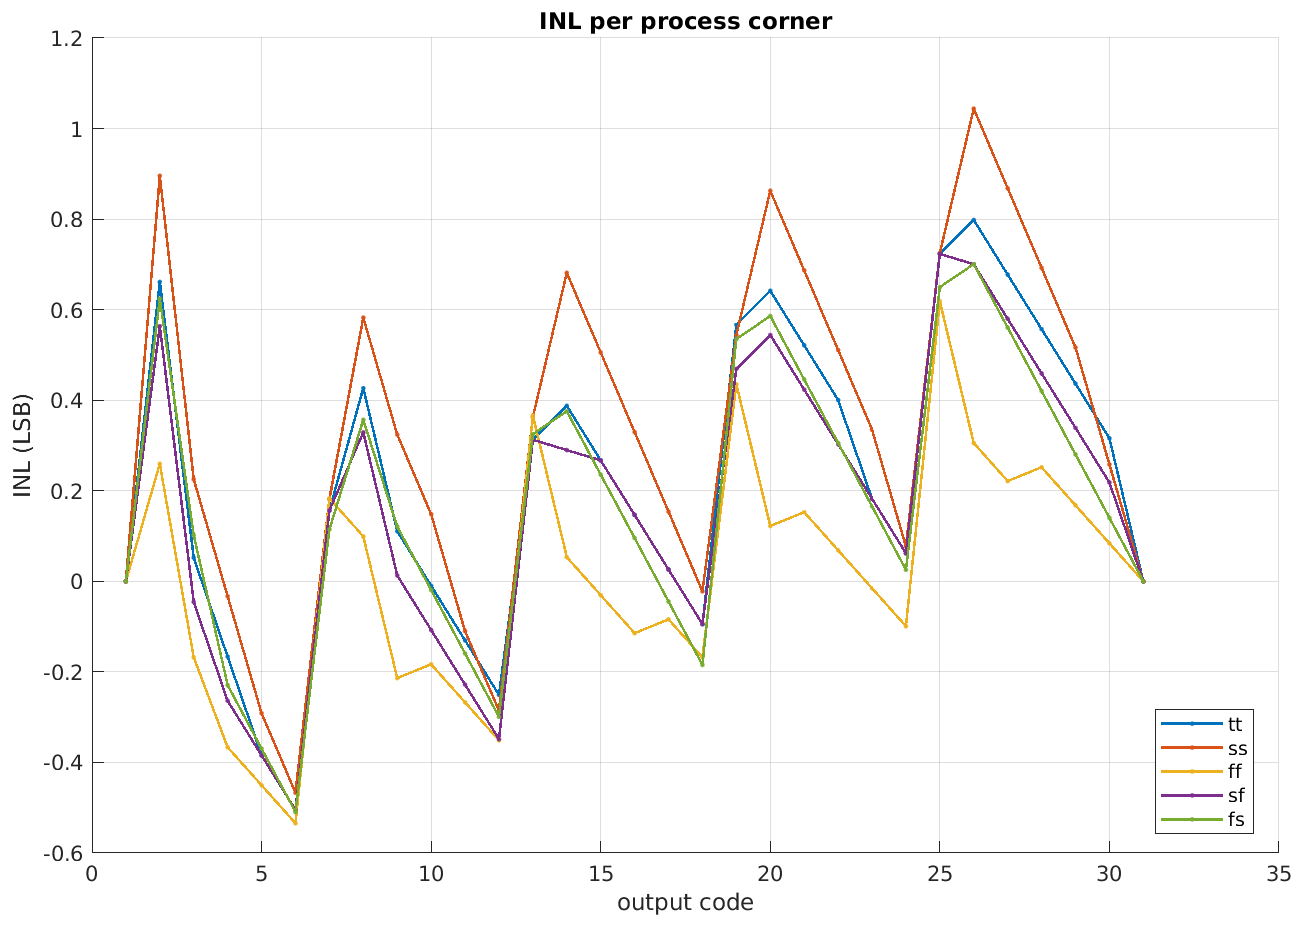 INL per process corner
INL (LSB)
1.2
1
0.8
0.6
0.4
0.2
0
-0.2
-0.4
-0.6
0 5 10 15 20 25 30 35
output code
tt
ss
ff
sf
fs